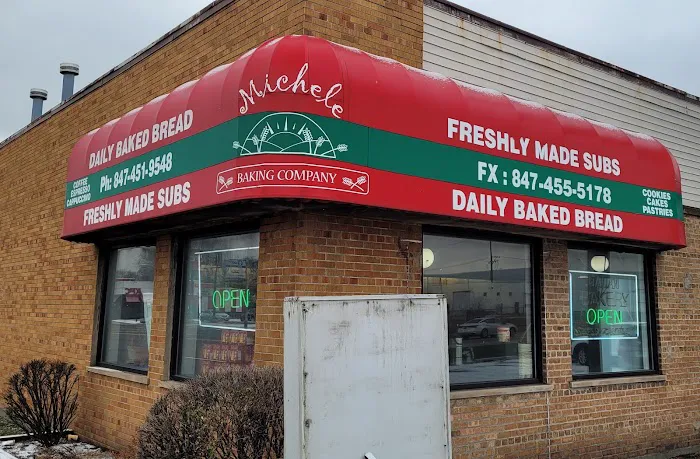 DAILY BAKED BREAD
COFFEE
ESPRESSO
CAPPUCCINO
Ph: 847-451-9548
FRESHLY MADE SUBS
Michele
BAKING COMPANY
FRESHLY MADE SUBS
FX : 847-455-5178
COOKIES
CAKES
PASTRIES
DAILY BAKED BREAD
OPEN
OPEN